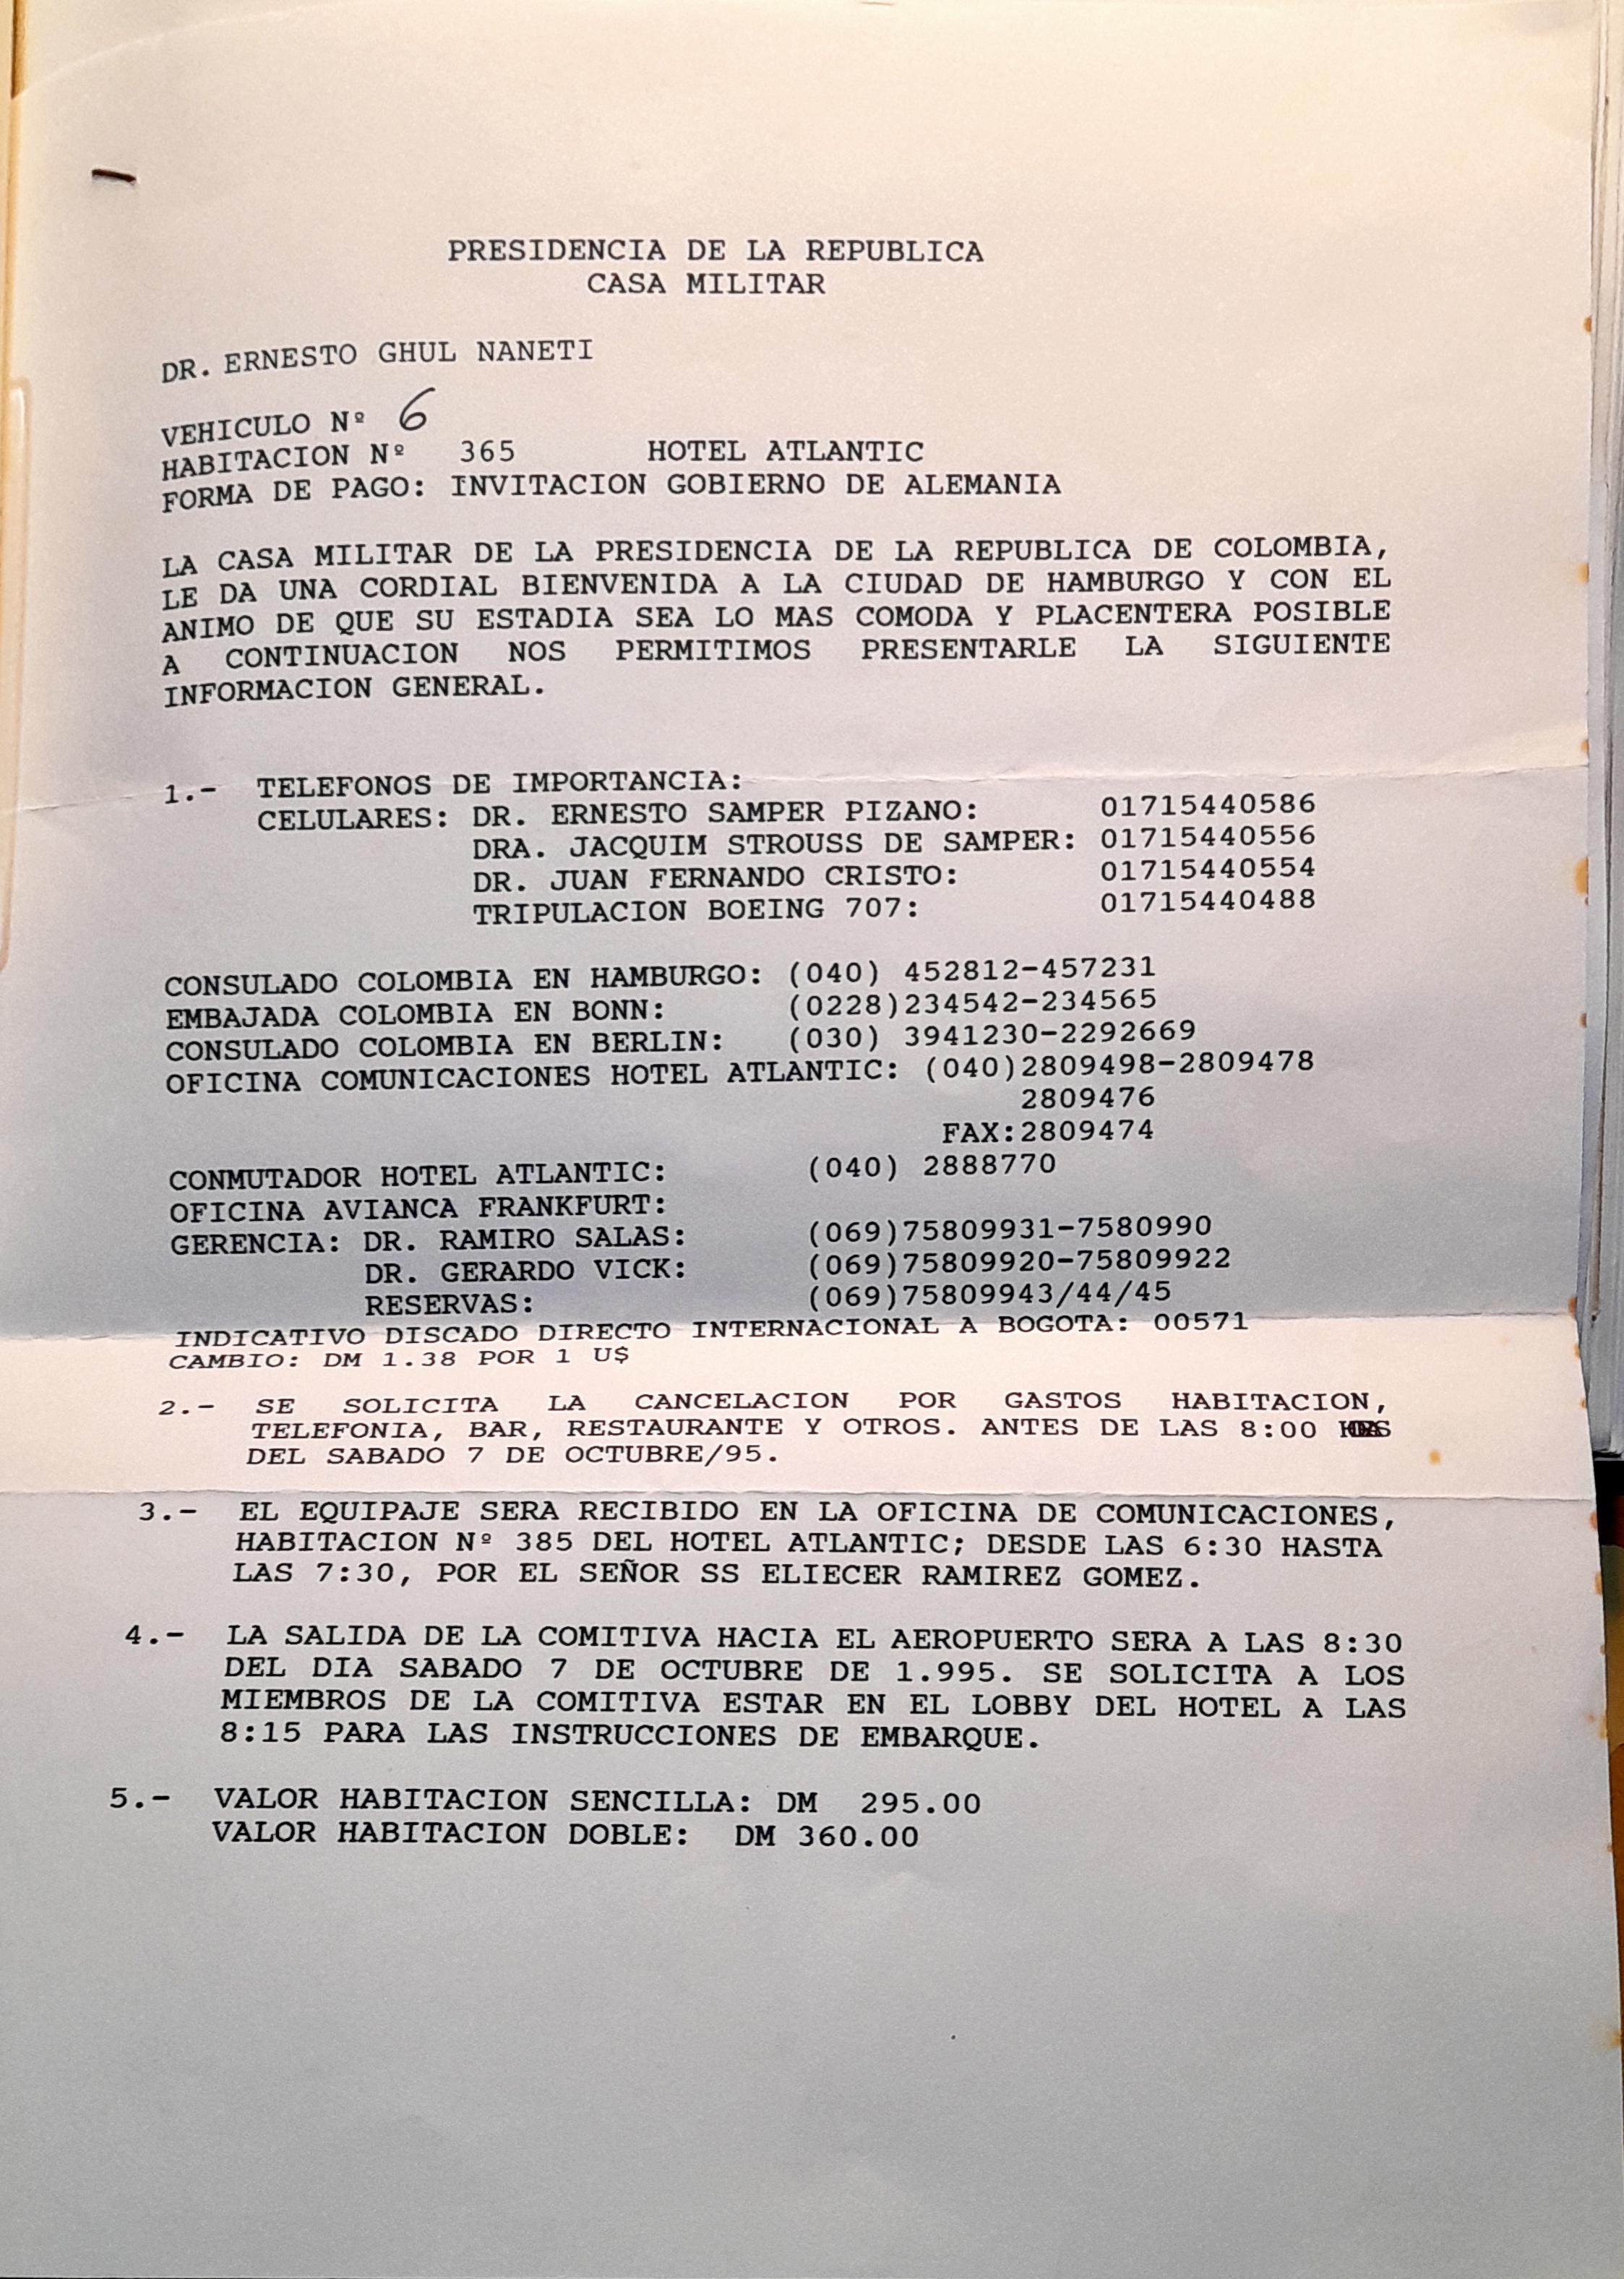 PRESIDENCIA DE LA REPUBLICA
CASA MILITAR
DR. ERNESTO GHUL NANETI
VEHICULO Nº 6
HABITACION Nº 365 HOTEL ATLANTIC
FORMA DE PAGO: INVITACION GOBIERNO DE ALEMANIA
LA CASA MILITAR DE LA PRESIDENCIA DE LA REPUBLICA DE COLOMBIA,
LE DA UNA CORDIAL BIENVENIDA A LA CIUDAD DE HAMBURGO Y CON EL
ANIMO DE QUE SU ESTADIA SEA LO MAS COMODA Y PLACENTERA POSIBLE
A CONTINUACION NOS PERMITIMOS PRESENTARLE LA SIGUIENTE
INFORMACION GENERAL.
1.- TELEFONOS DE IMPORTANCIA:
CELULARES: DR. ERNESTO SAMPER PIZANO: 01715440586
DRA. JACQUIM STROUSS DE SAMPER: 01715440556
DR. JUAN FERNANDO CRISTO: 01715440554
TRIPULACION BOEING 707: 01715440488
CONSULADO COLOMBIA EN HAMBURGO: (040) 452812-457231
EMBAJADA COLOMBIA EN BONN: (0228)234542-234565
CONSULADO COLOMBIA EN BERLIN: (030) 3941230-2292669
OFICINA COMUNICACIONES HOTEL ATLANTIC: (040)2809498-2809478
2809476
FAX:2809474
CONMUTADOR HOTEL ATLANTIC: (040) 2888770
OFICINA AVIANCA FRANKFURT:
GERENCIA: DR. RAMIRO SALAS: (069)75809931-7580990
DR. GERARDO VICK: (069)75809920-75809922
RESERVAS: (069)75809943/44/45
INDICATIVO DISCADO DIRECTO INTERNACIONAL A BOGOTA: 00571
CAMBIO: DM 1.38 POR 1 U$
2.- SE SOLICITA LA CANCELACION POR GASTOS HABITACION,
TELEFONIA, BAR, RESTAURANTE Y OTROS. ANTES DE LAS 8:00
DEL SABADO 7 DE OCTUBRE/95.
3.- EL EQUIPAJE SERA RECIBIDO EN LA OFICINA DE COMUNICACIONES,
HABITACION Nº 385 DEL HOTEL ATLANTIC; DESDE LAS 6:30 HASTA
LAS 7:30, POR EL SEÑOR SS ELIECER RAMIREZ GOMEZ.
4.- LA SALIDA DE LA COMITIVA HACIA EL AEROPUERTO SERA A LAS 8:30
DEL DIA SABADO 7 DE OCTUBRE DE 1.995. SE SOLICITA A LOS
MIEMBROS DE LA COMITIVA ESTAR EN EL LOBBY DEL HOTEL A LAS
8:15 PARA LAS INSTRUCCIONES DE EMBARQUE.
5.- VALOR HABITACION SENCILLA: DM 295.00
VALOR HABITACION DOBLE: DM 360.00